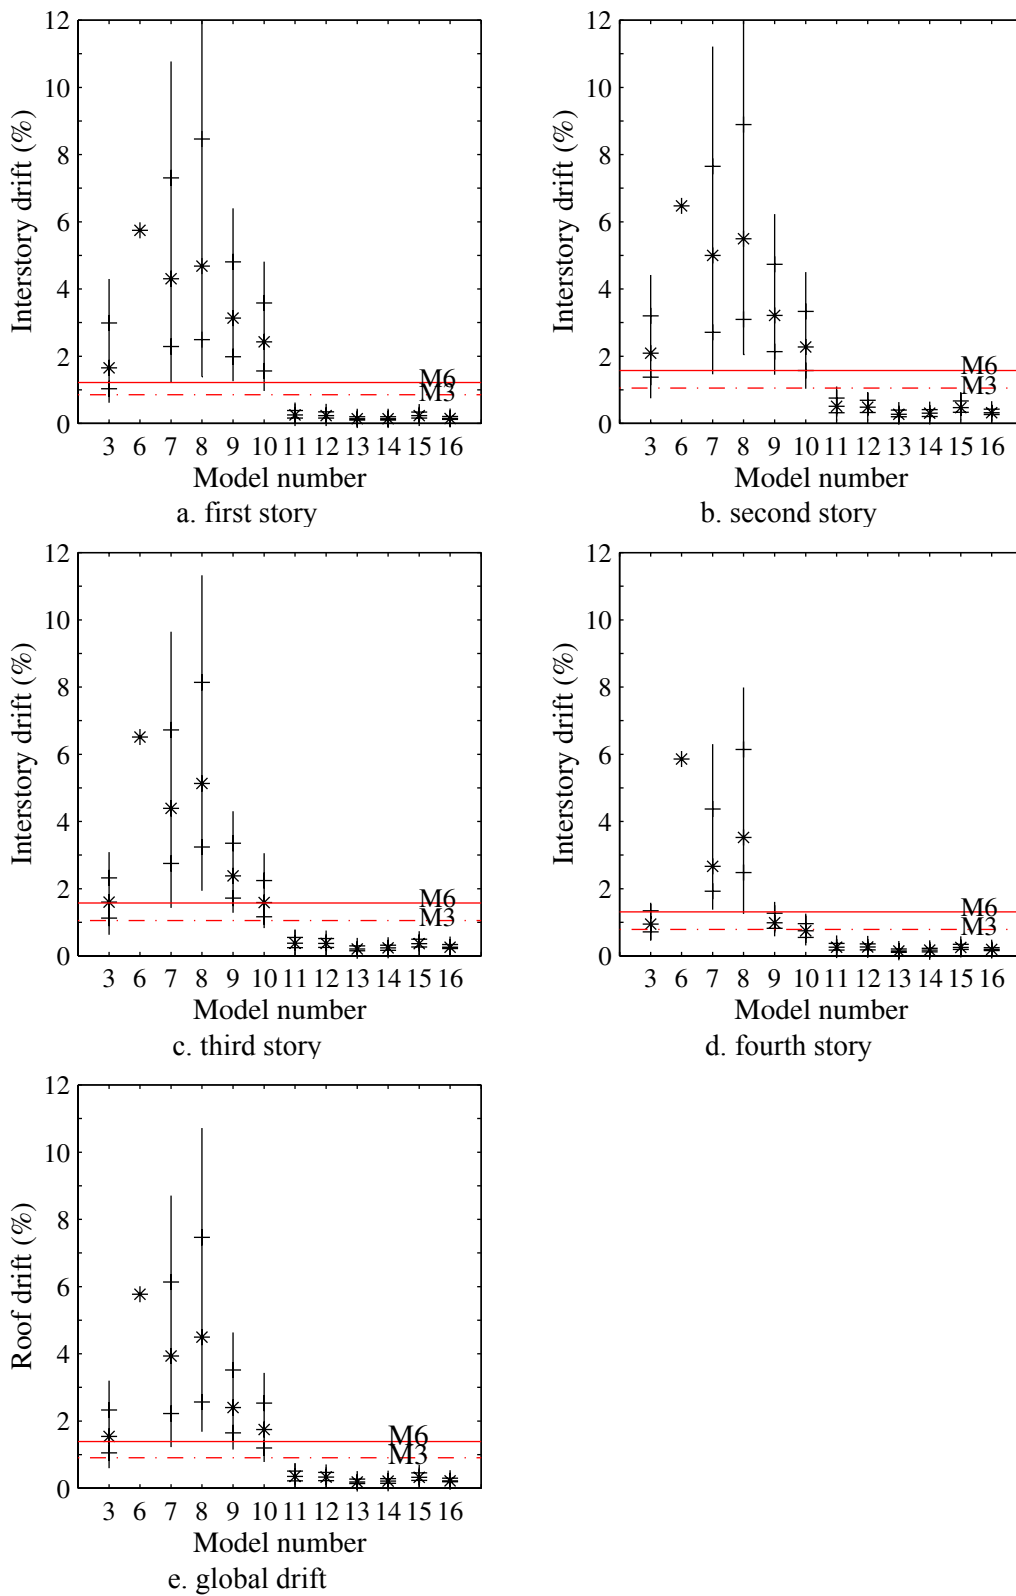 12
10
8
6
4
2
0
Interstory drift (%)
M6
M3
3 6 7 8 9 10 11 12 13 14 15 16
Model number
a. first story
12
10
8
6
4
2
0
Interstory drift (%)
M6
M3
3 6 7 8 9 10 11 12 13 14 15 16
Model number
b. second story
12
10
8
6
4
2
0
Interstory drift (%)
M6
M3
3 6 7 8 9 10 11 12 13 14 15 16
Model number
c. third story
12
10
8
6
4
2
0
Interstory drift (%)
M6
M3
3 6 7 8 9 10 11 12 13 14 15 16
Model number
d. fourth story
12
10
8
6
4
2
0
Roof drift (%)
M6
M3
3 6 7 8 9 10 11 12 13 14 15 16
Model number
e. global drift